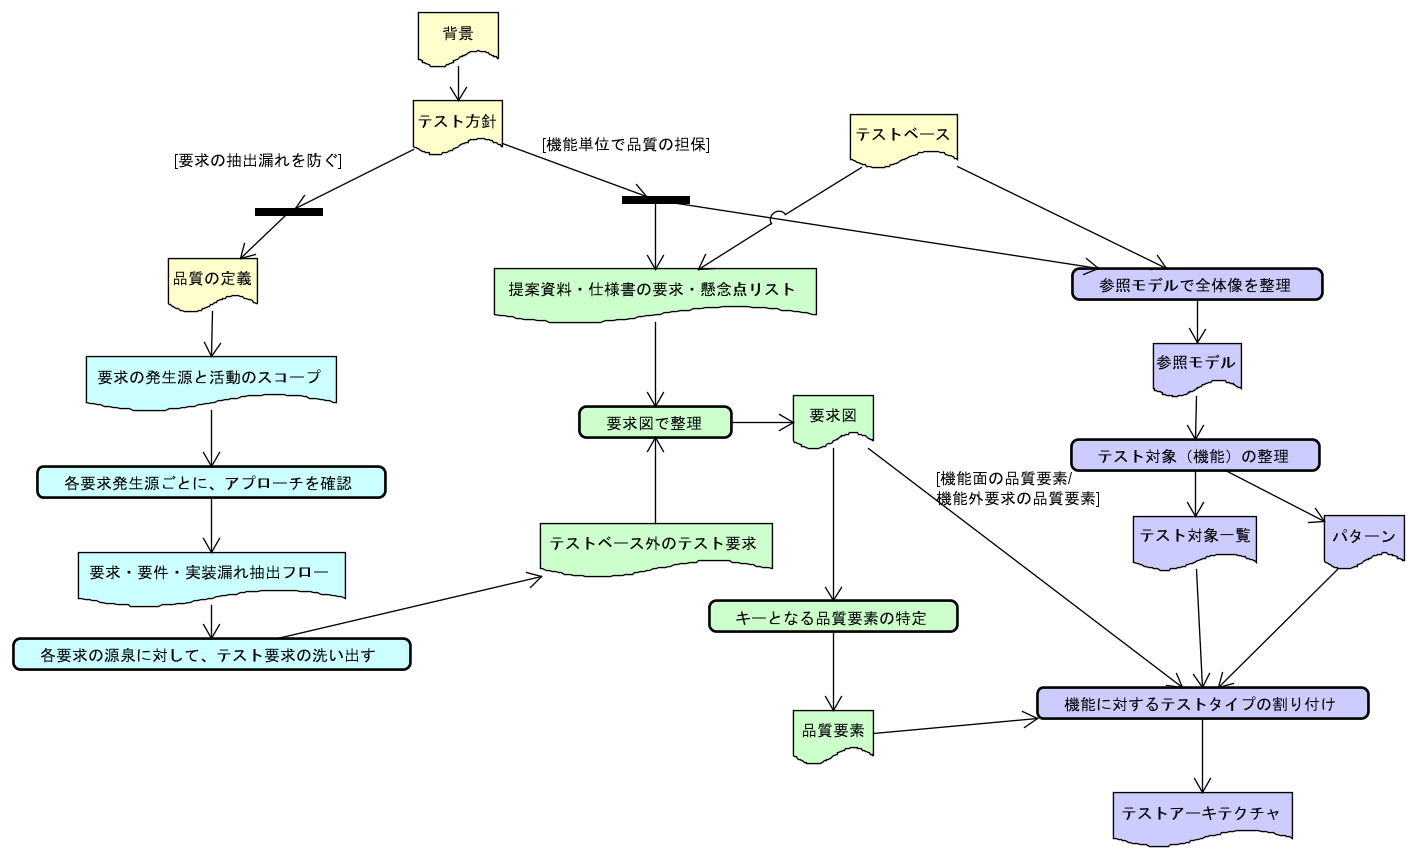 背景
テスト方針
[要求の抽出漏れを防ぐ]
[機能単位で品質の担保]
テストベース
品質の定義
提案資料・仕様書の要求・懸念点リスト
参照モデルで全体像を整理
要求の発生源と活動のスコープ
参照モデル
要求図で整理
要求図
テスト対象（機能）の整理
各要求発生源ごとに、アプローチを確認
[機能面の品質要素/
機能外要求の品質要素]
テスト対象一覧
パターン
テストベース外のテスト要求
要求・要件・実装漏れ抽出フロー
キーとなる品質要素の特定
各要求の源泉に対して、テスト要求の洗い出す
機能に対するテストタイプの割り付け
品質要素
テストアーキテクチャ